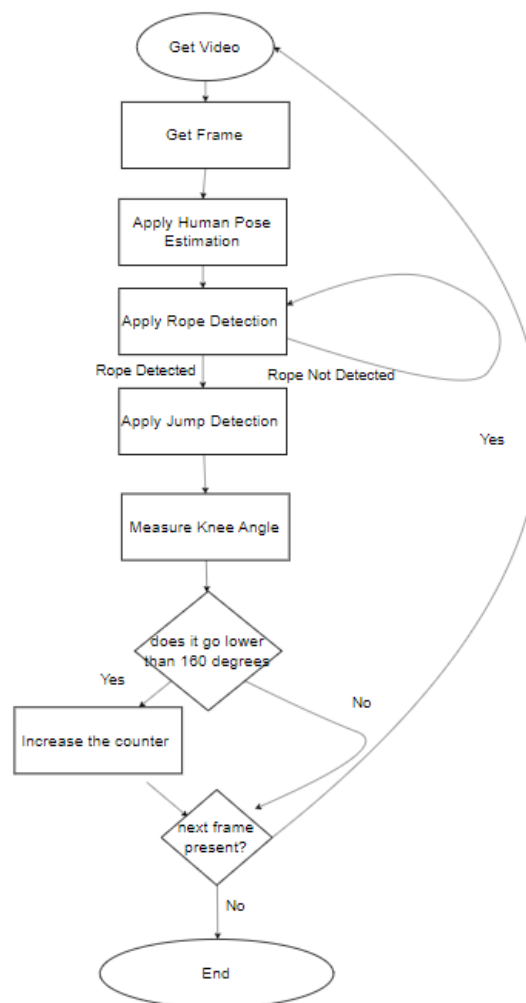 Get Video
Get Frame
Apply Human Pose
Estimation
Apply Rope Detection
Rope Detected
Rope Not Detected
Apply Jump Detection
Yes
Measure Knee Angle
does it go lower
than 160 degrees
Yes
No
Increase the counter
next frame
present?
No
End